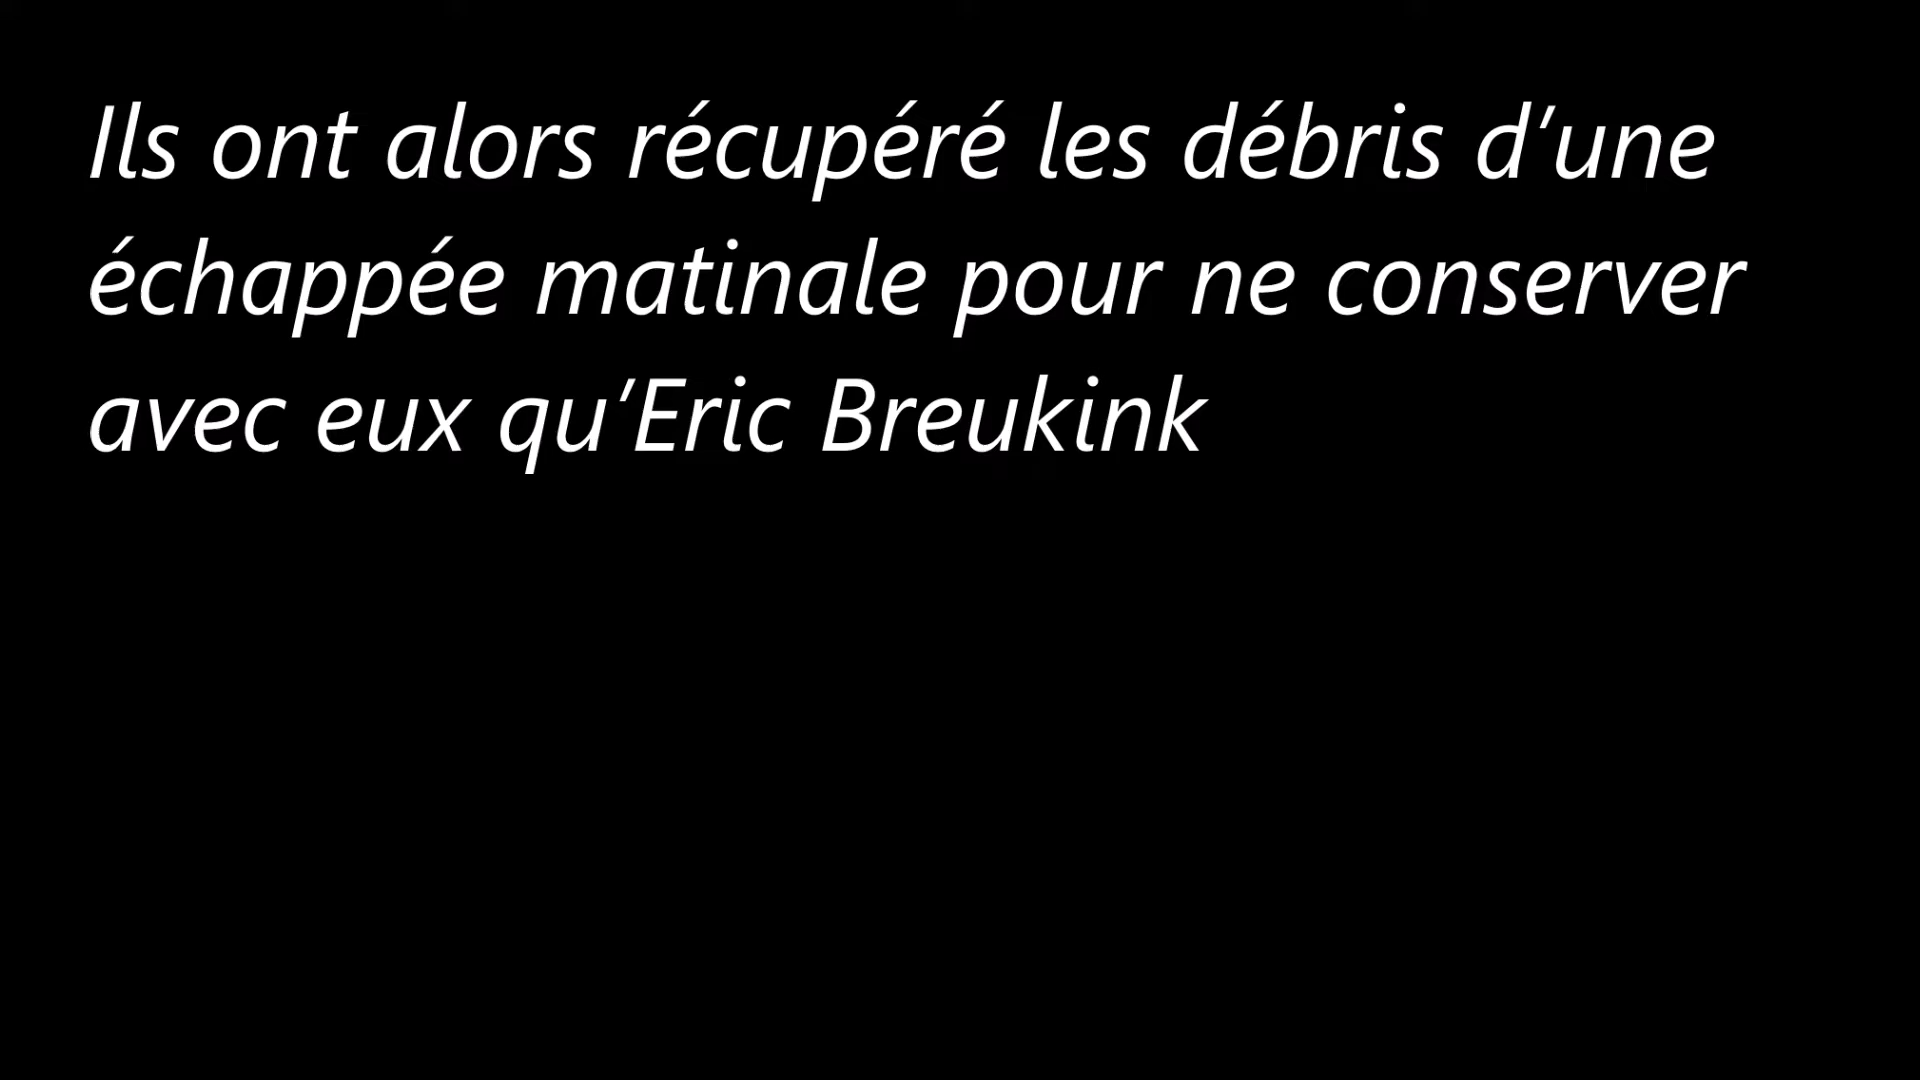 Ils ont alors récupéré les débris d’une
échappée matinale pour ne conserver
avec eux qu’Eric Breukink